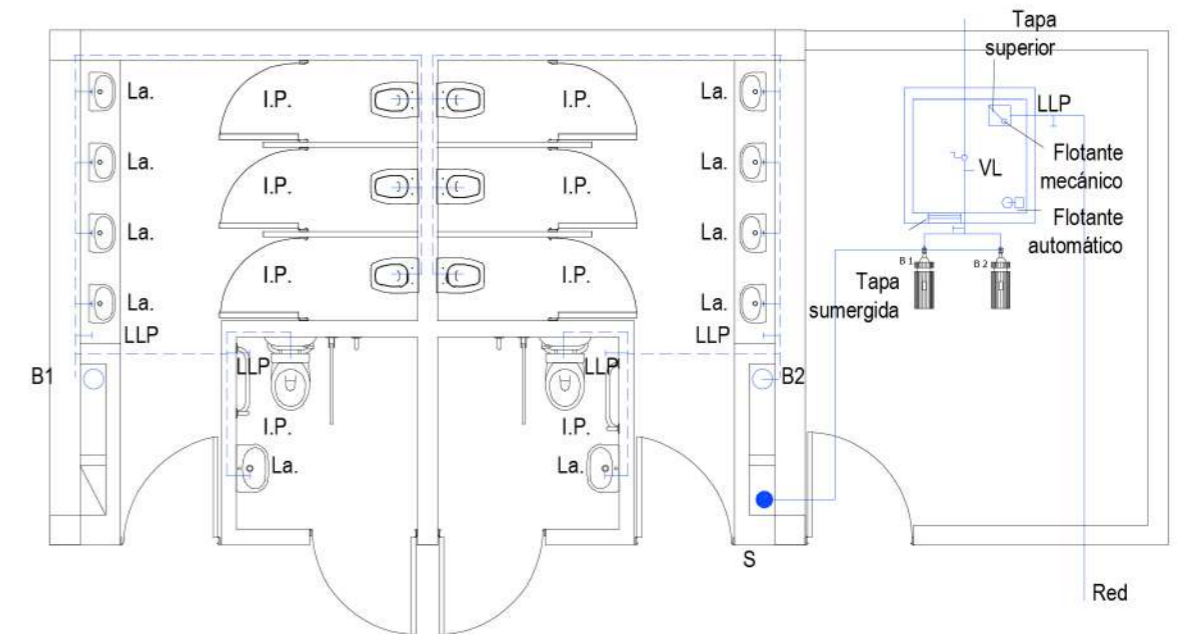 Tapa
superior
La.
I.P.
I.P.
La.
LLP
Flotante
mecánico
VL
La.
I.P.
I.P.
La.
Flotante
automático
La.
I.P.
I.P.
La.
B 1
B 2
Tapa
sumergida
La.
La.
LLP
LLP
LLP
LLP
B1
B2
I.P.
I.P.
La.
La.
S
Red